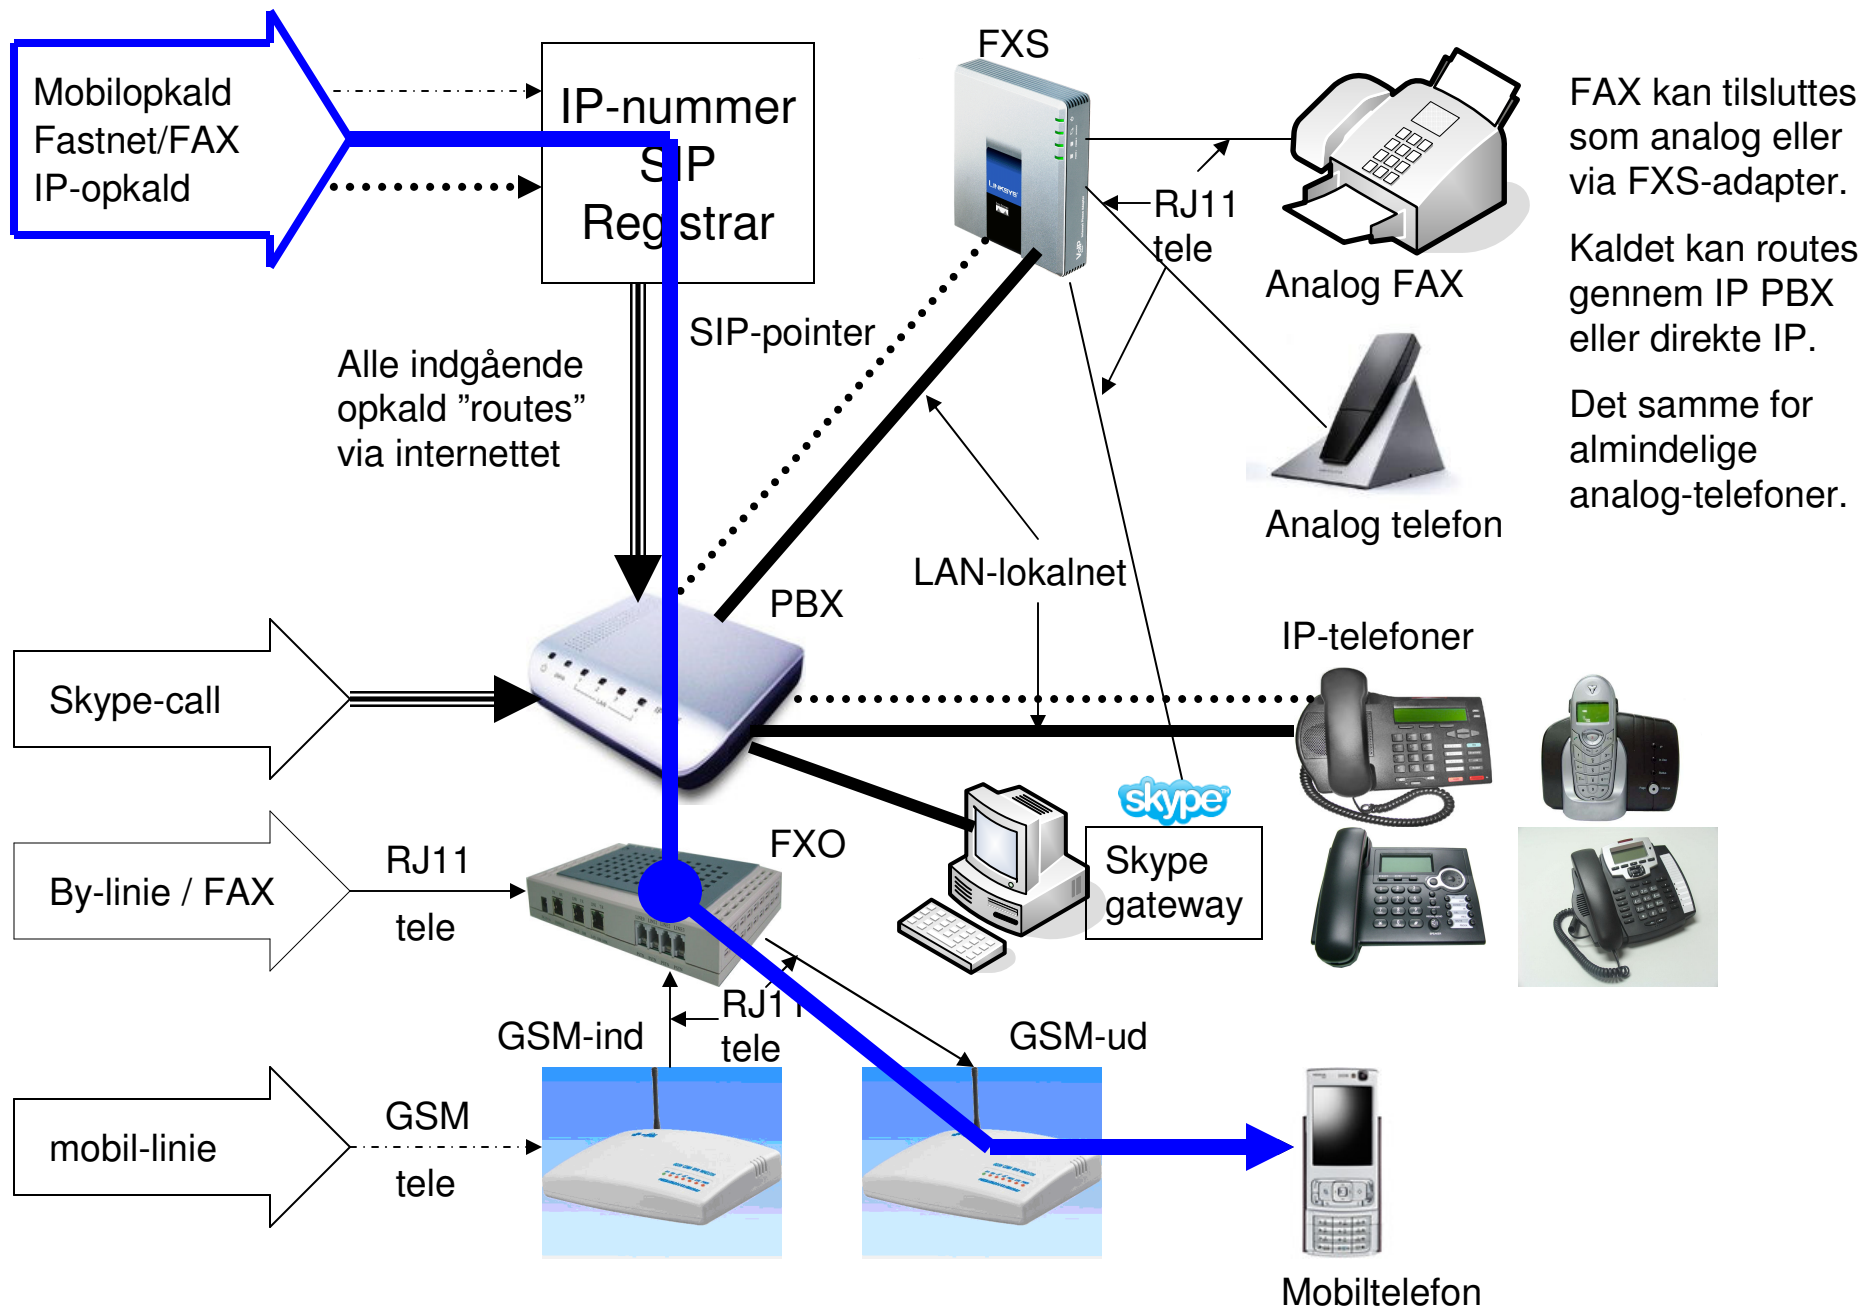 Mobilopkald
Fastnet/FAX
IP-opkald
IP-nummer
SIP
Registrar
FXS
LINKSYS
VoIP
RJ11
tele
Analog FAX
FAX kan tilsluttes
som analog eller
via FXS-adapter.
Kaldet kan routes
gennem IP PBX
eller direkte IP.
Det samme for
almindelige
analog-telefoner.
SIP-pointer
Alle indgående
opkald ”routes”
via internettet
Analog telefon
LAN-lokalnet
PBX
LAN
IP-telefoner
Skype-call
skype
Skype
gateway
FXO
By-linie / FAX
RJ11
tele
RJ11
tele
GSM-ind
GSM-ud
mobil-linie
GSM
tele
Mobiltelefon